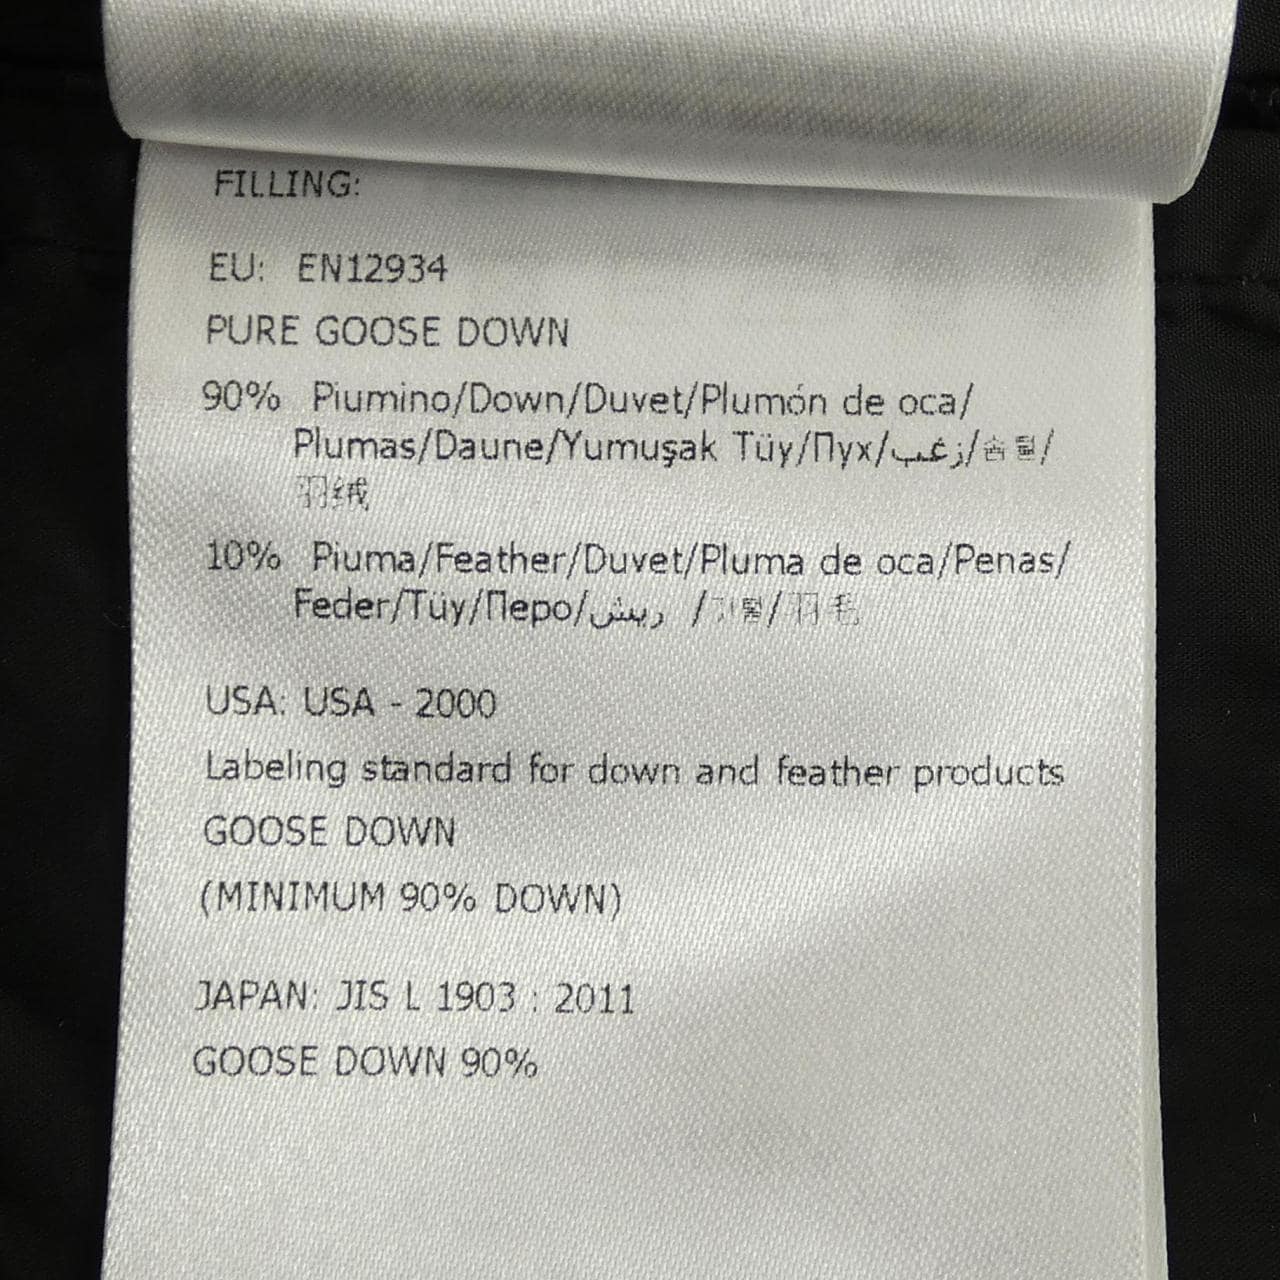 FILLING:
EU: EN12934
PURE GOOSE DOWN
90% Piumino/Down/Duvet/Plumón de oca/
Plumas/Daune/Yumuşak Tüy/Пух/زغب/솜털/
羽绒
10% Piuma/Feather/Duvet/Pluma de oca/Penas/
Feder/Tüy/Перо/ريش /깃털/羽毛
USA: USA - 2000
Labeling standard for down and feather products
GOOSE DOWN
(MINIMUM 90% DOWN)
JAPAN: JIS L 1903 : 2011
GOOSE DOWN 90%